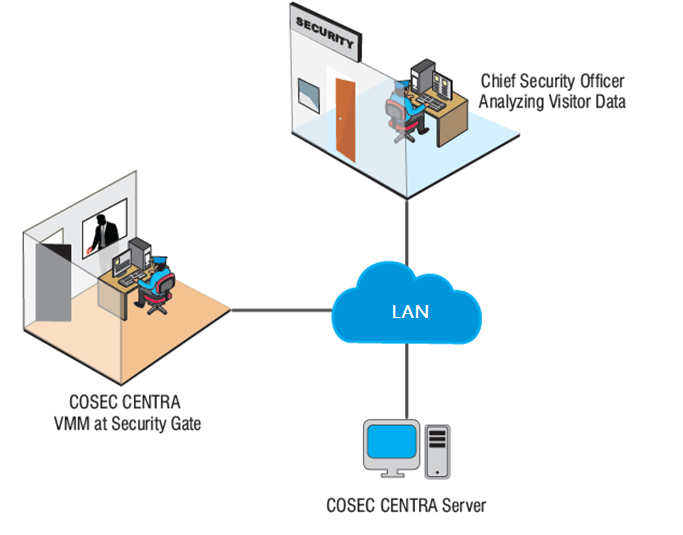 SECURITY
Chief Security Officer
Analyzing Visitor Data
LAN
COSEC CENTRA
VMM at Security Gate
COSEC CENTRA Server